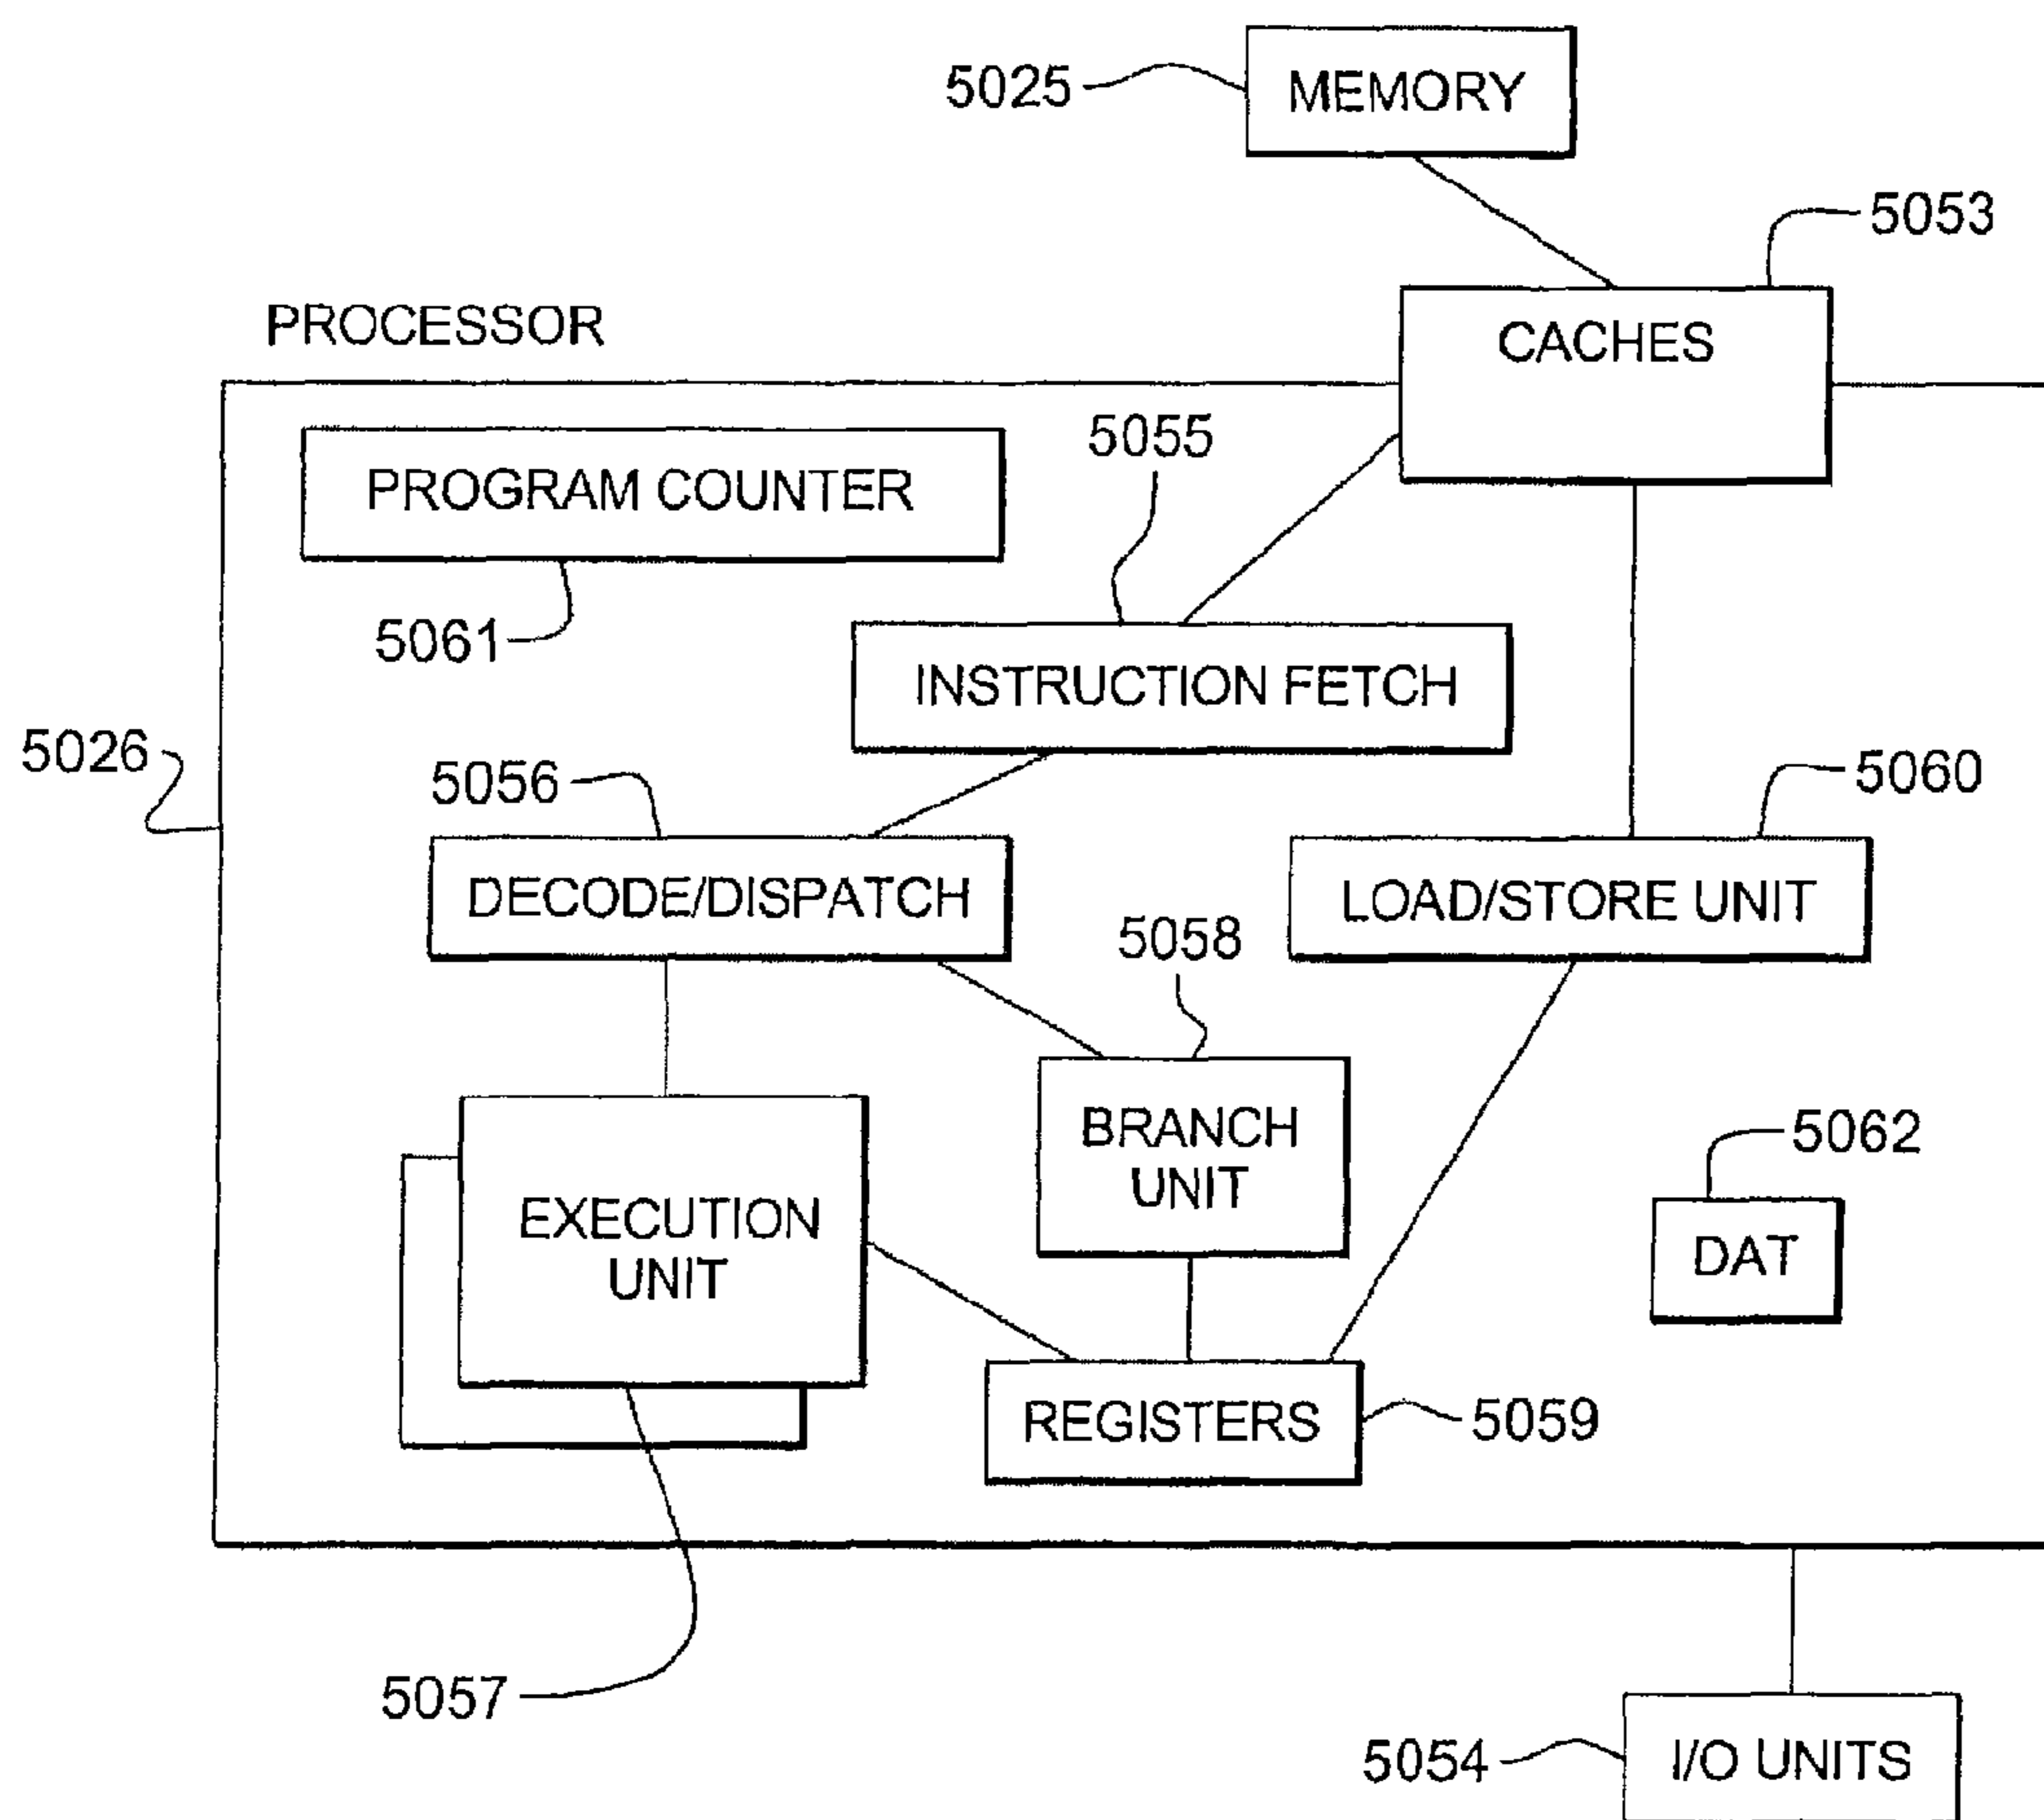 5025
MEMORY
5053
CACHES
PROCESSOR
5055
PROGRAM COUNTER
5061
INSTRUCTION FETCH
5026
5056
5060
DECODE/DISPATCH
LOAD/STORE UNIT
5058
BRANCH
UNIT
5062
EXECUTION
UNIT
DAT
REGISTERS
5059
5057
5054
I/O UNITS